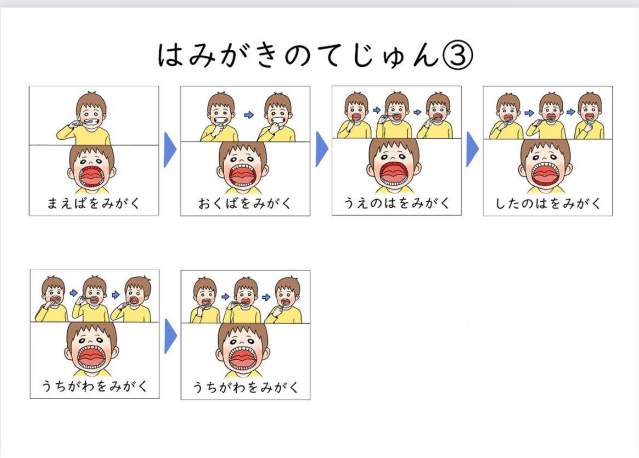 はみがきのてじゅん③
まえばをみがく
おくばをみがく
うえのはをみがく
したのはをみがく
うちがわをみがく
うちがわをみがく